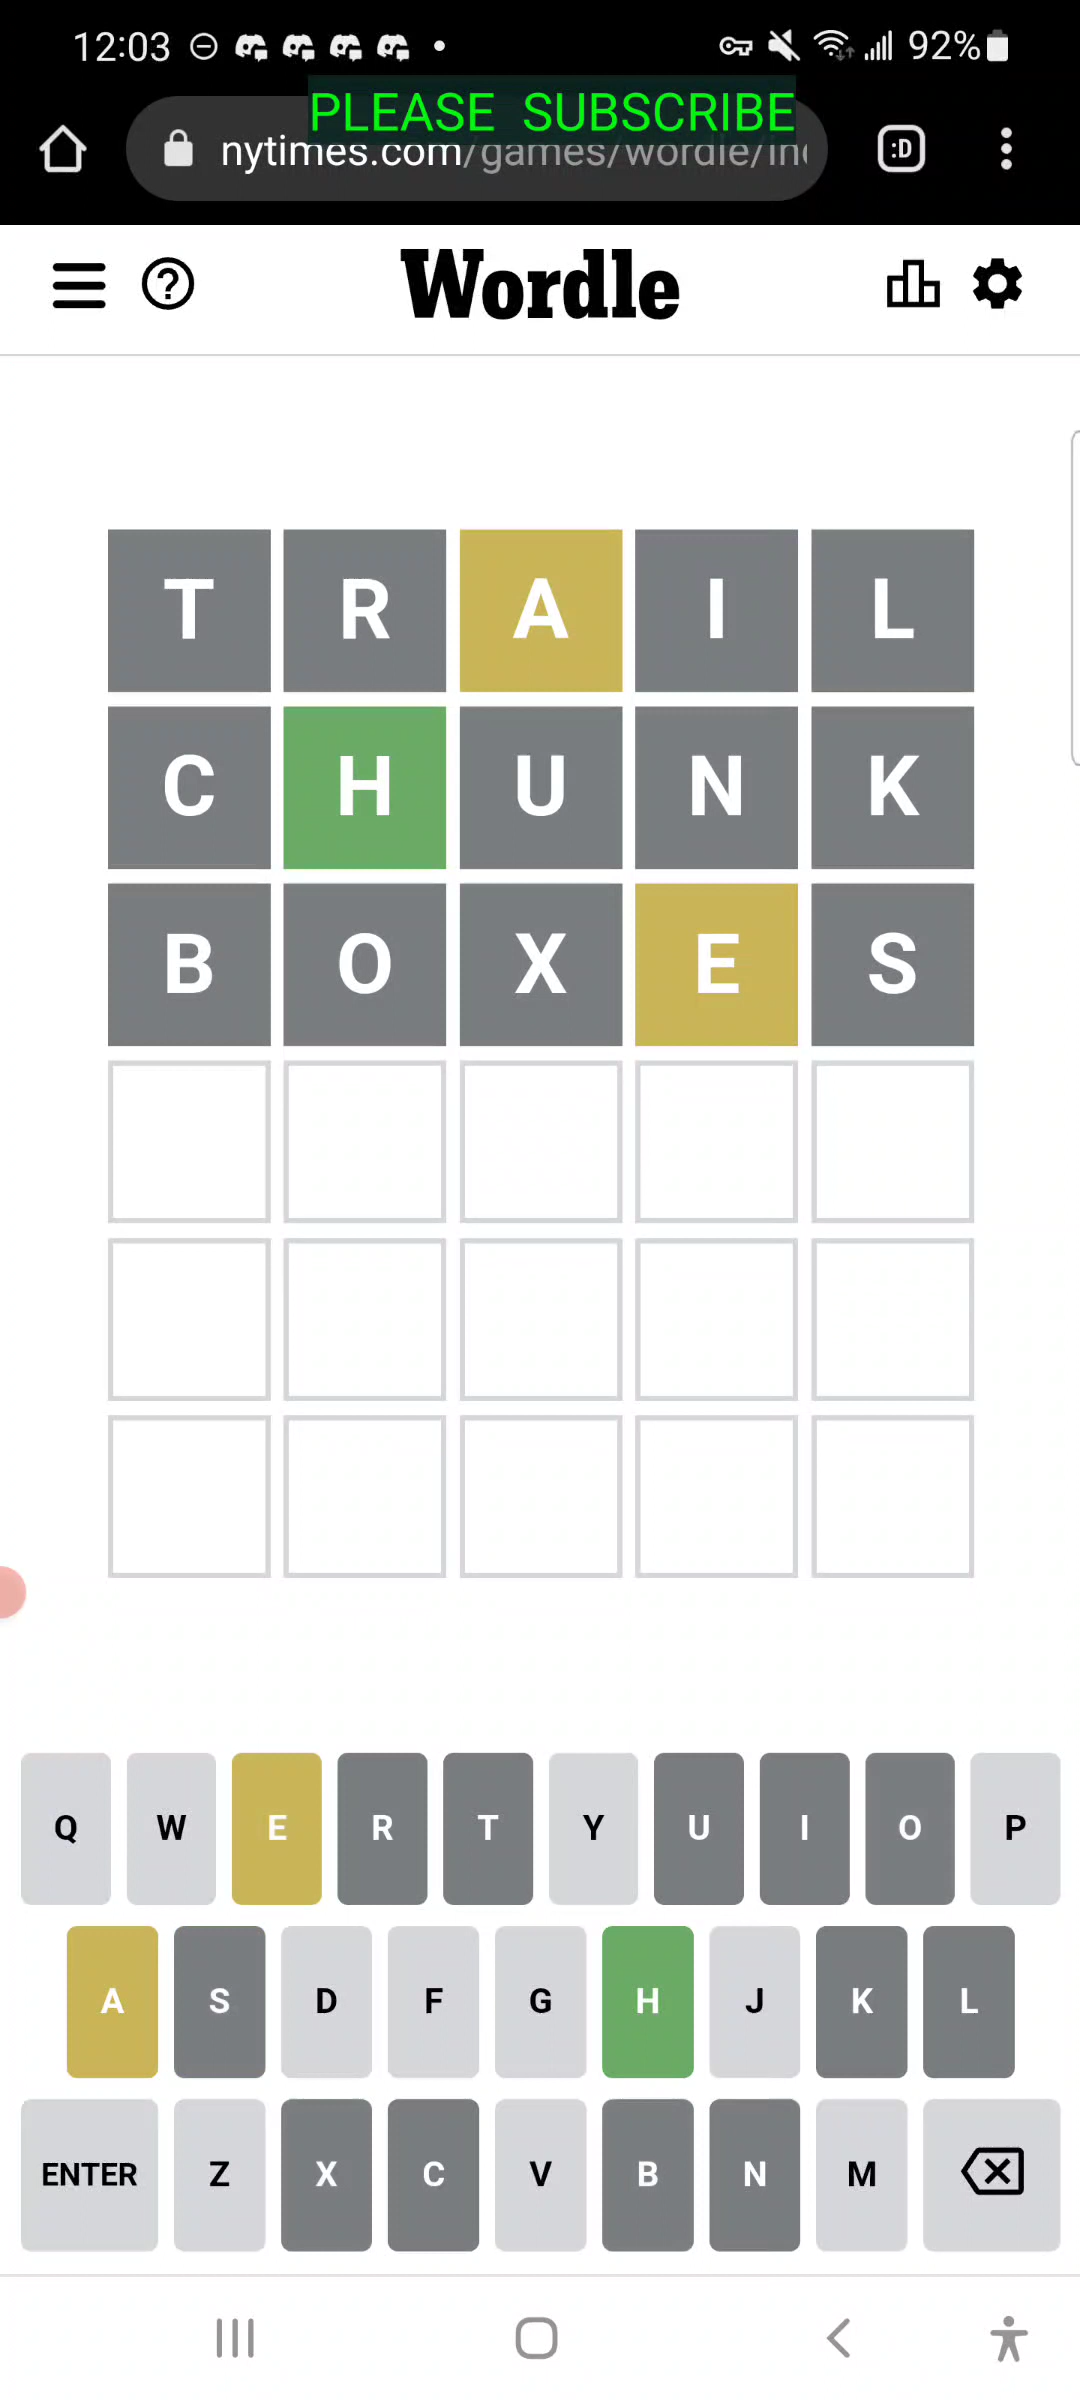 12:03 92%
PLEASE SUBSCRIBE
nytimes.com/games/wordle/in
:D
Wordle
T R A I L
C H U N K
B O X E S
Q W E R T Y U I O P
A S D F G H J K L
ENTER Z X C V B N M